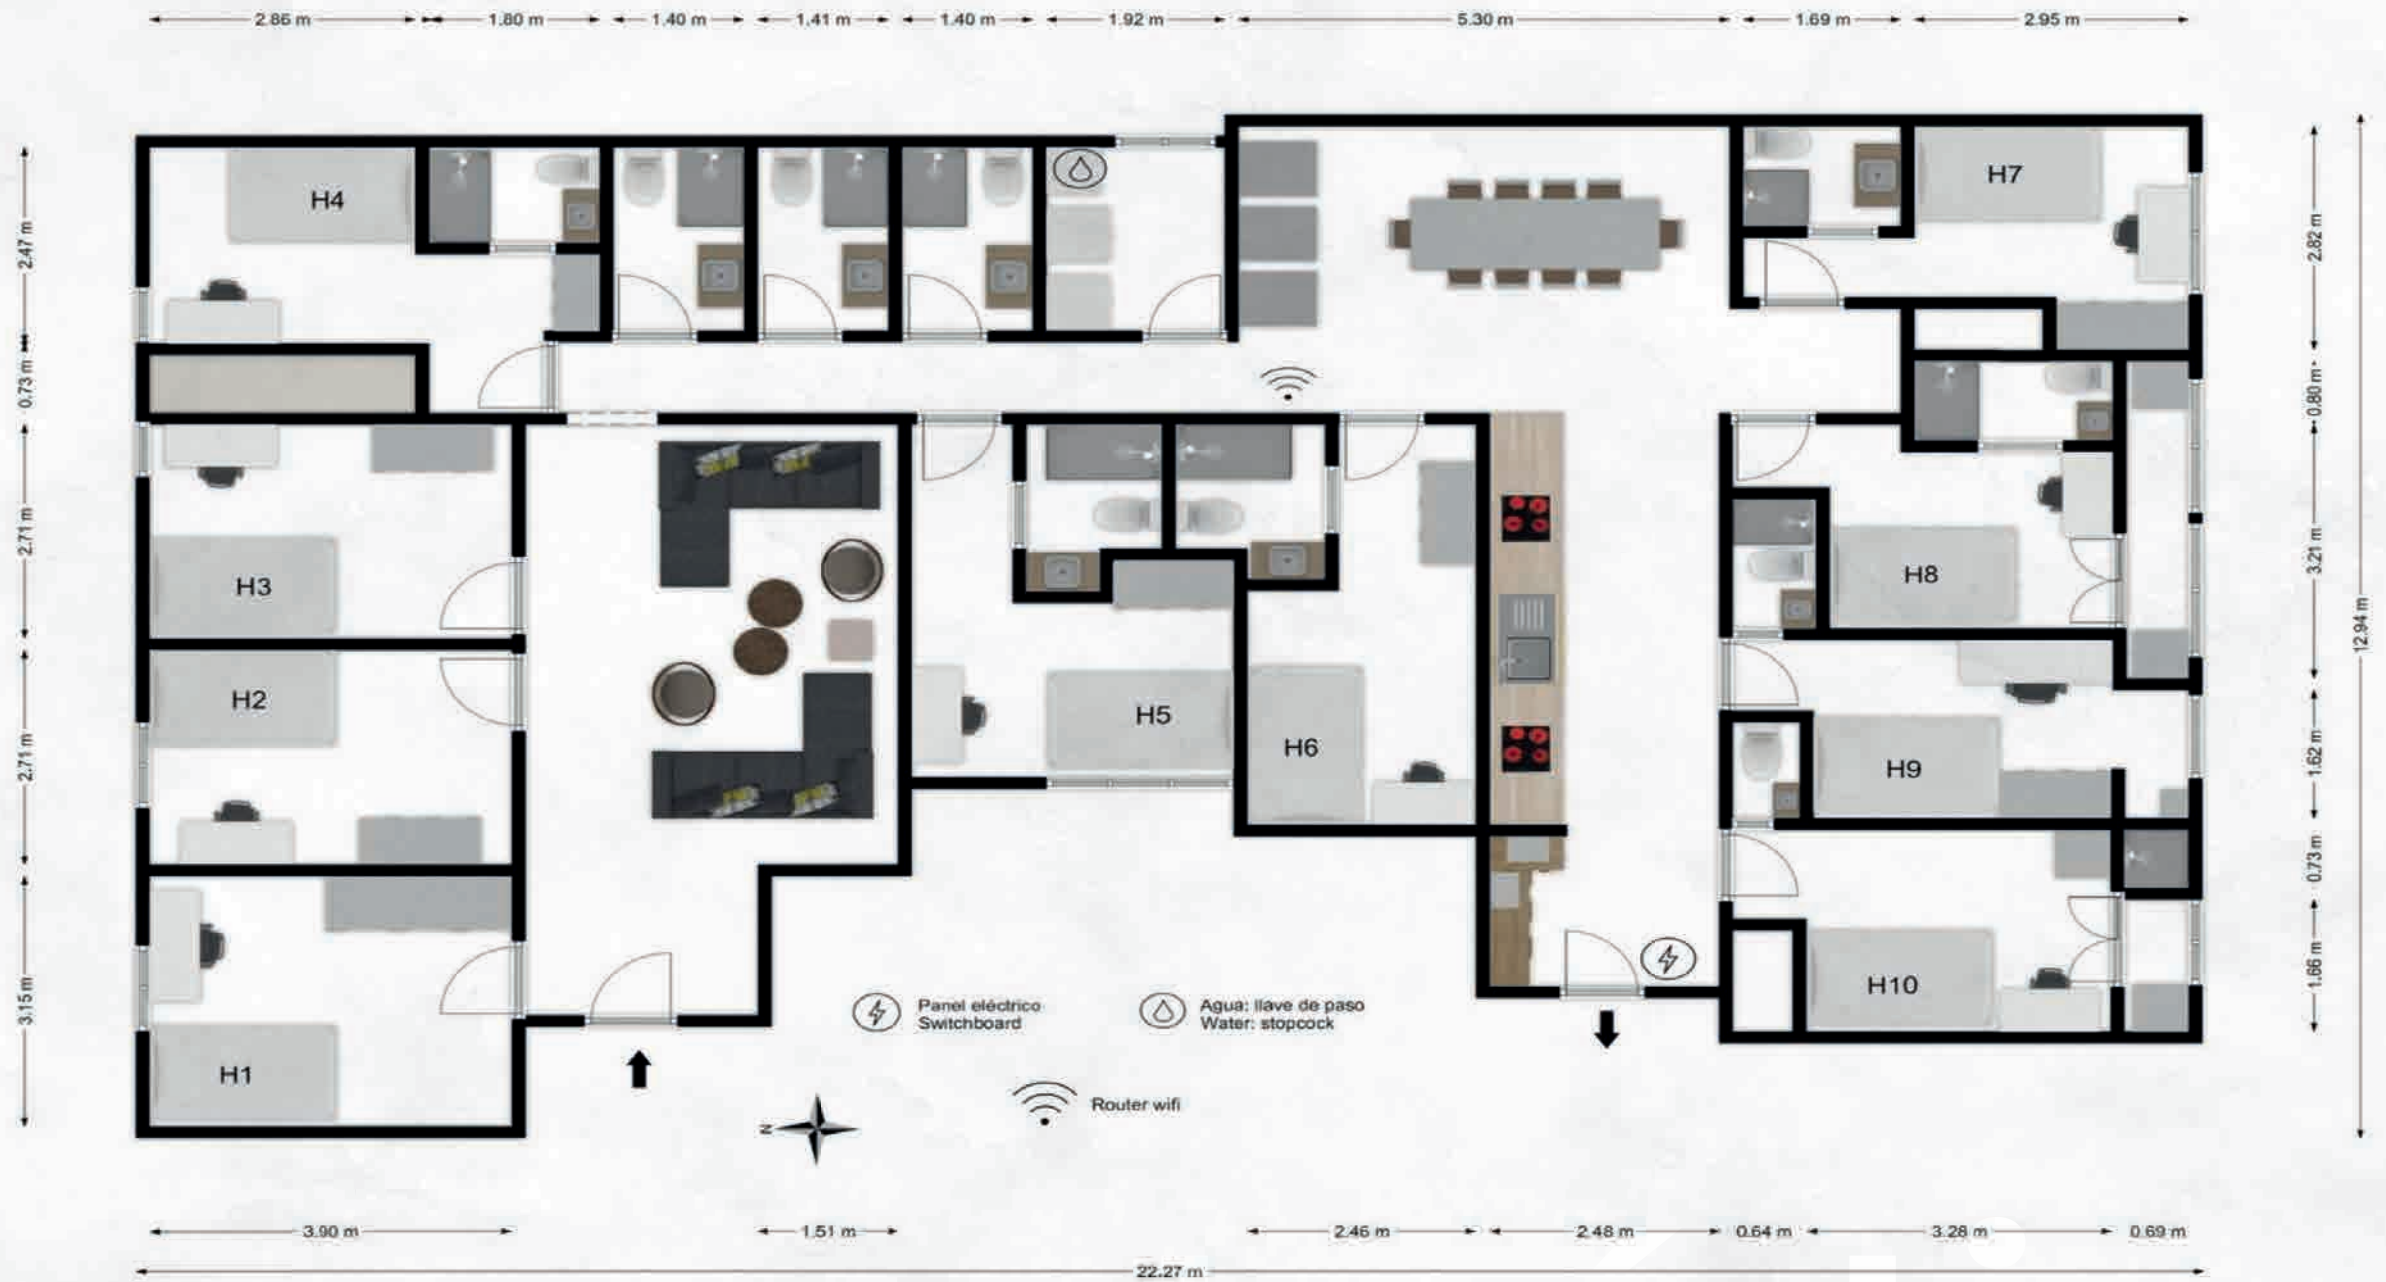 2.86 m 1.80 m 1.40 m 1.41 m 1.40 m 1.92 m 5.30 m 1.69 m 2.95 m
H4
H7
2.47 m
2.82 m
0.73 m
0.80 m
H3
H8
2.71 m
3.21 m
12.94 m
H2
H5
H6
H9
2.71 m
1.62 m
0.73 m
H10
3.15 m
1.66 m
Panel eléctrico
Switchboard
Agua: llave de paso
Water: stopcock
H1
Router wifi
N
3.90 m 1.51 m 2.46 m 2.48 m 0.64 m 3.28 m 0.69 m
22.27 m